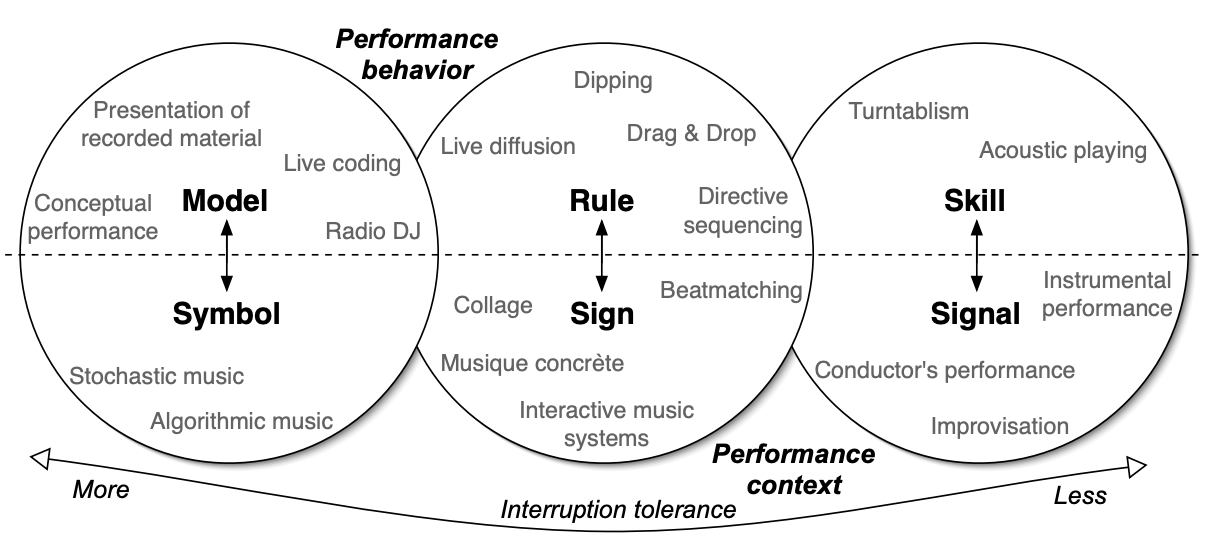 Performance
behavior
Presentation of
recorded material
Live coding
Conceptual
performance
Model
Radio DJ
Symbol
Stochastic music
Algorithmic music
Dipping
Live diffusion
Drag & Drop
Rule
Directive
sequencing
Collage
Sign
Beatmatching
Musique concrète
Interactive music
systems
Turntablism
Acoustic playing
Skill
Signal
Instrumental
performance
Conductor's performance
Improvisation
Performance
context
More
Interruption tolerance
Less